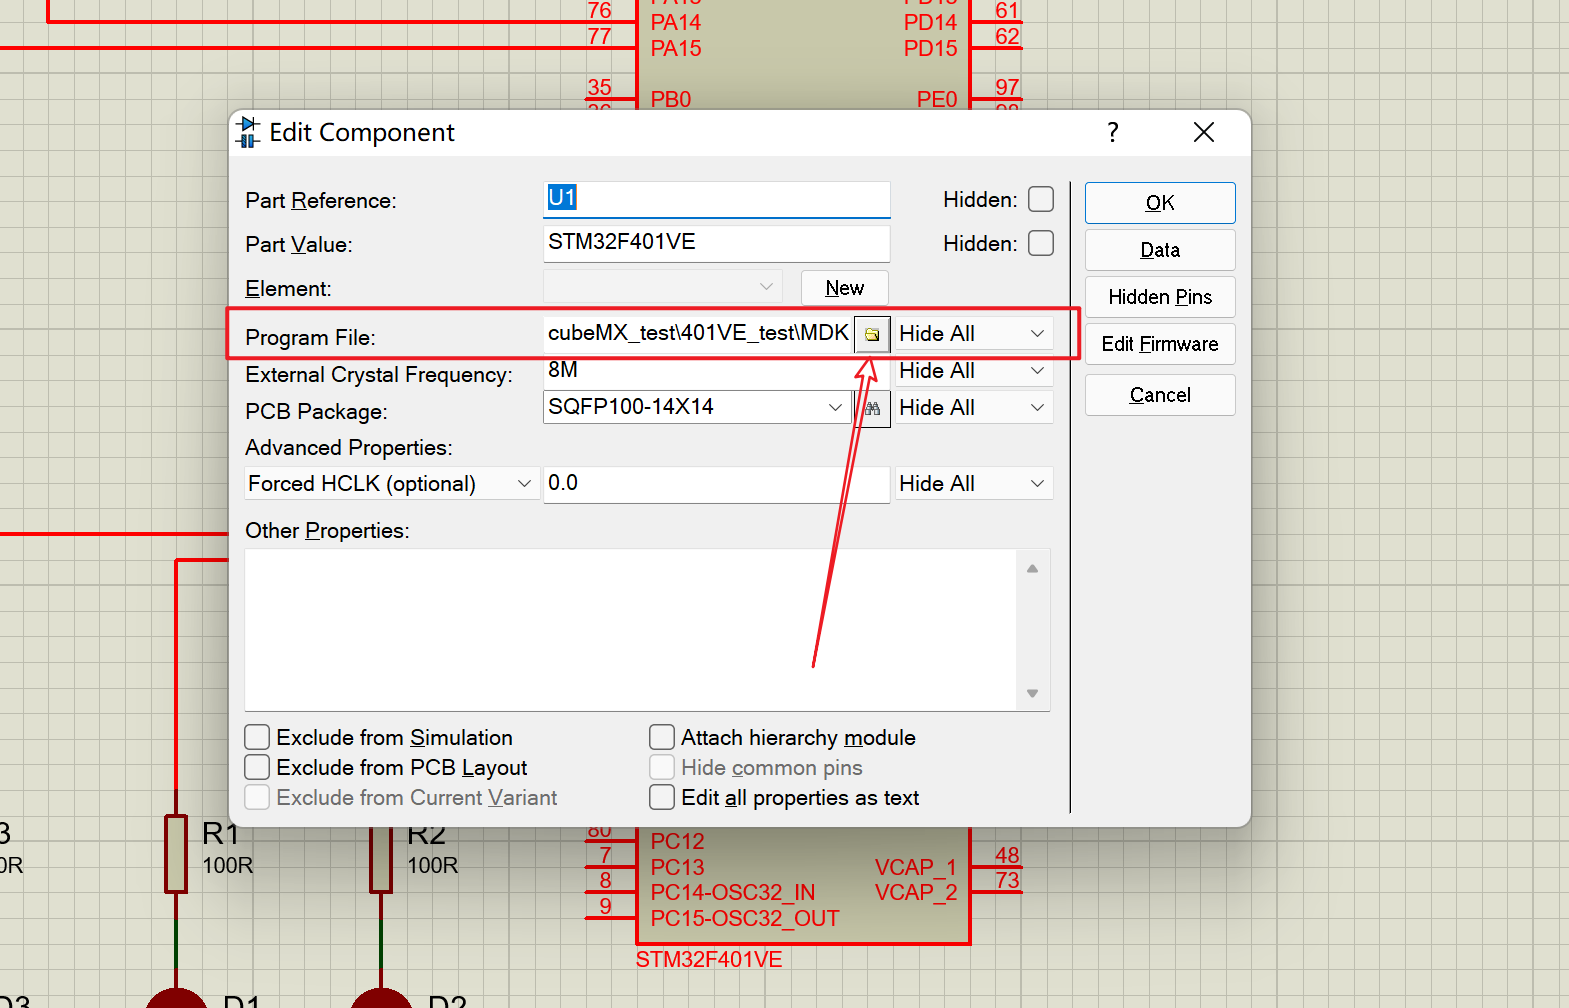 76
PA14
PD14
61
77
PA15
PD15
62
35
PB0
PE0
97
Edit Component
?
Part Reference:
U1
Hidden:
OK
Part Value:
STM32F401VE
Hidden:
Data
Element:
New
Hidden Pins
Program File:
cubeMX_test\401VE_test\MDK
Hide All
Edit Firmware
External Crystal Frequency:
8M
Hide All
PCB Package:
SQFP100-14X14
Hide All
Cancel
Advanced Properties:
Forced HCLK (optional)
0.0
Hide All
Other Properties:
Exclude from Simulation
Attach hierarchy module
Exclude from PCB Layout
Hide common pins
Exclude from Current Variant
Edit all properties as text
3
R1
R2
0R
100R
100R
80
PC12
7
PC13
VCAP_1
48
8
PC14-OSC32_IN
VCAP_2
73
9
PC15-OSC32_OUT
STM32F401VE
D3
D1
D2